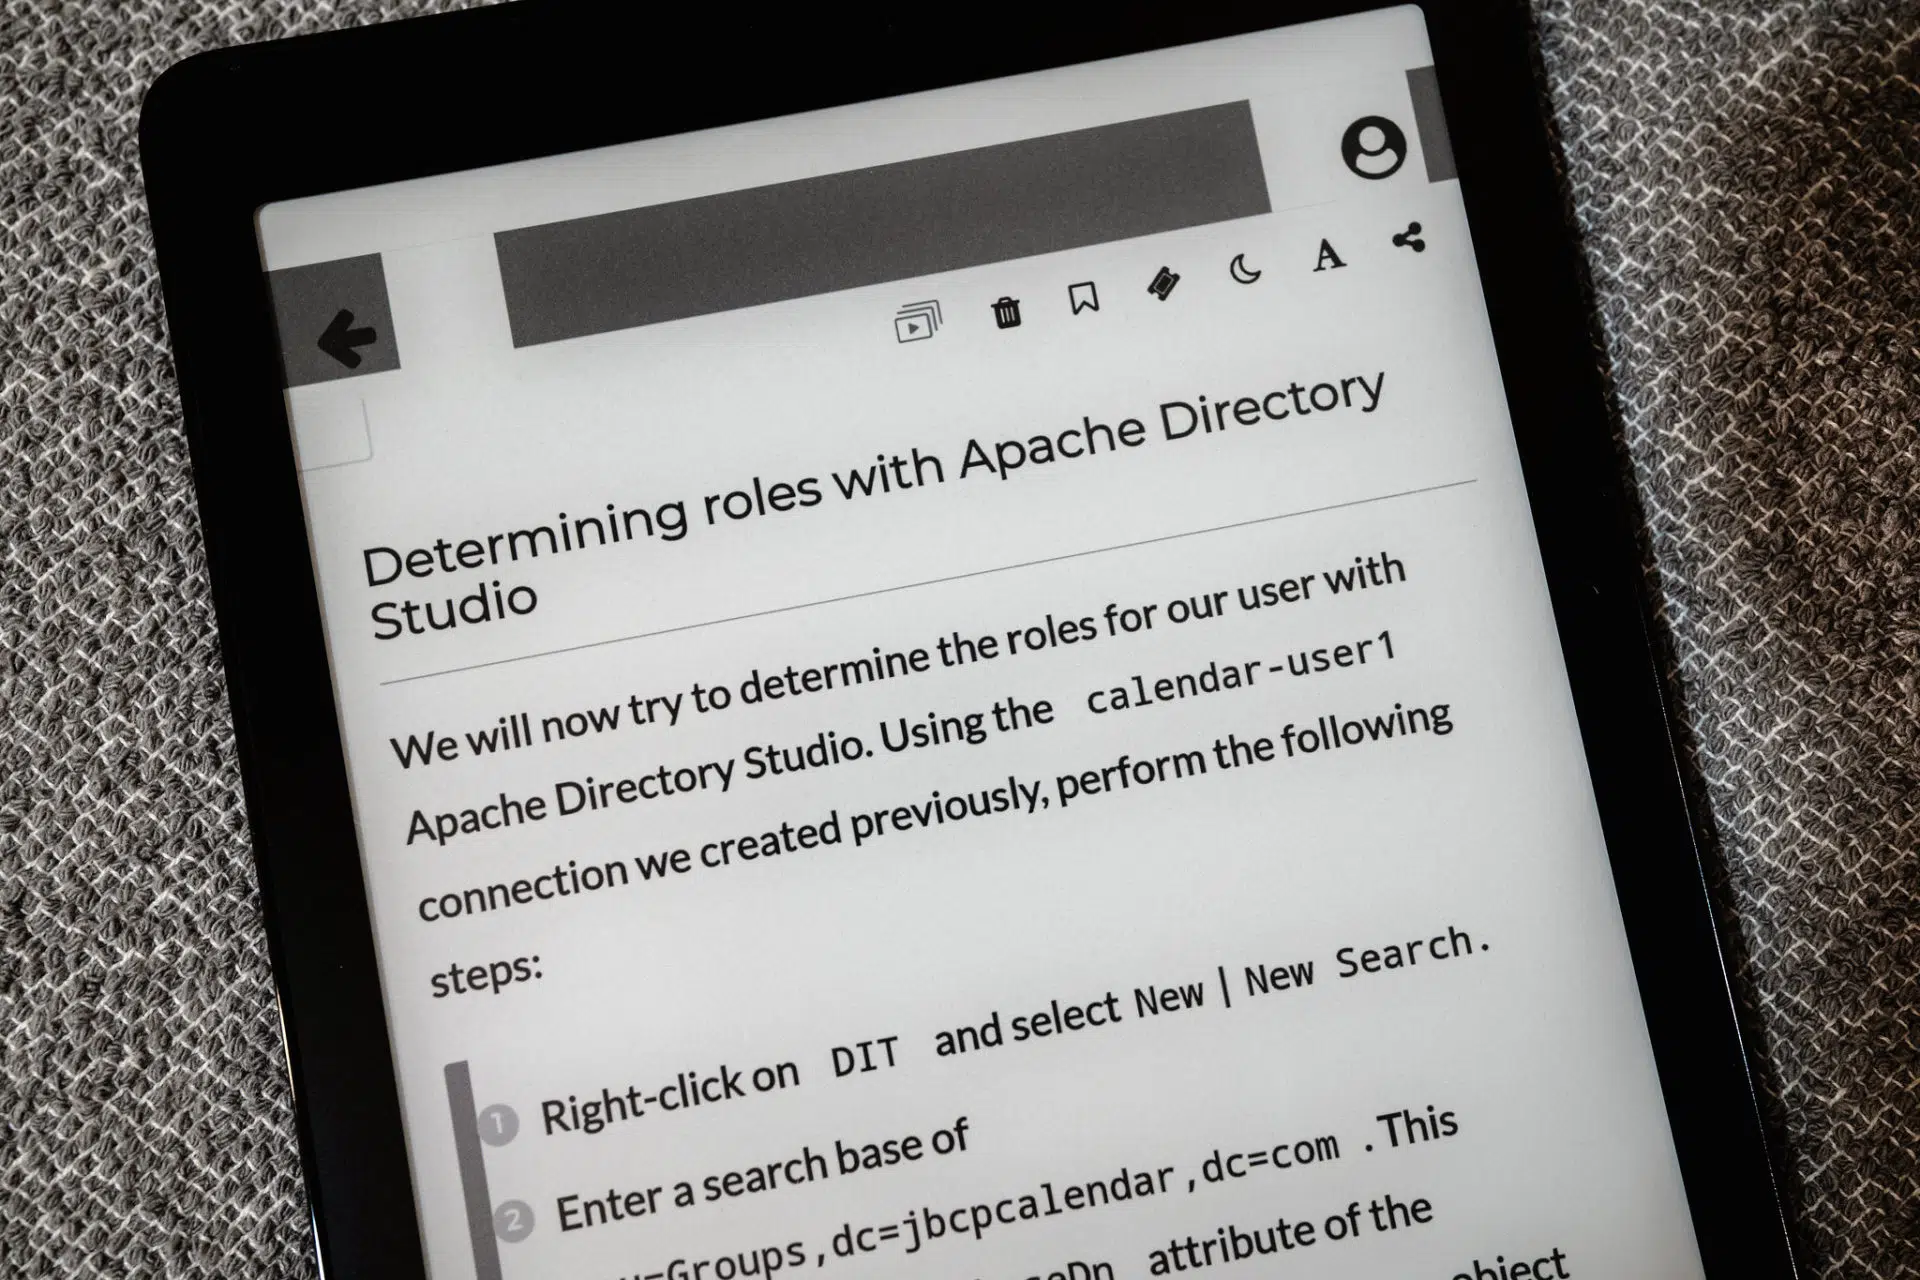 Determining roles with Apache Directory
Studio
We will now try to determine the roles for our user with
Apache Directory Studio. Using the calendar-user1
connection we created previously, perform the following
steps:
1 Right-click on DIT and select New | New Search.
2 Enter a search base of
=Groups,dc=jbcpcalendar,dc=com . This
attribute of the
object